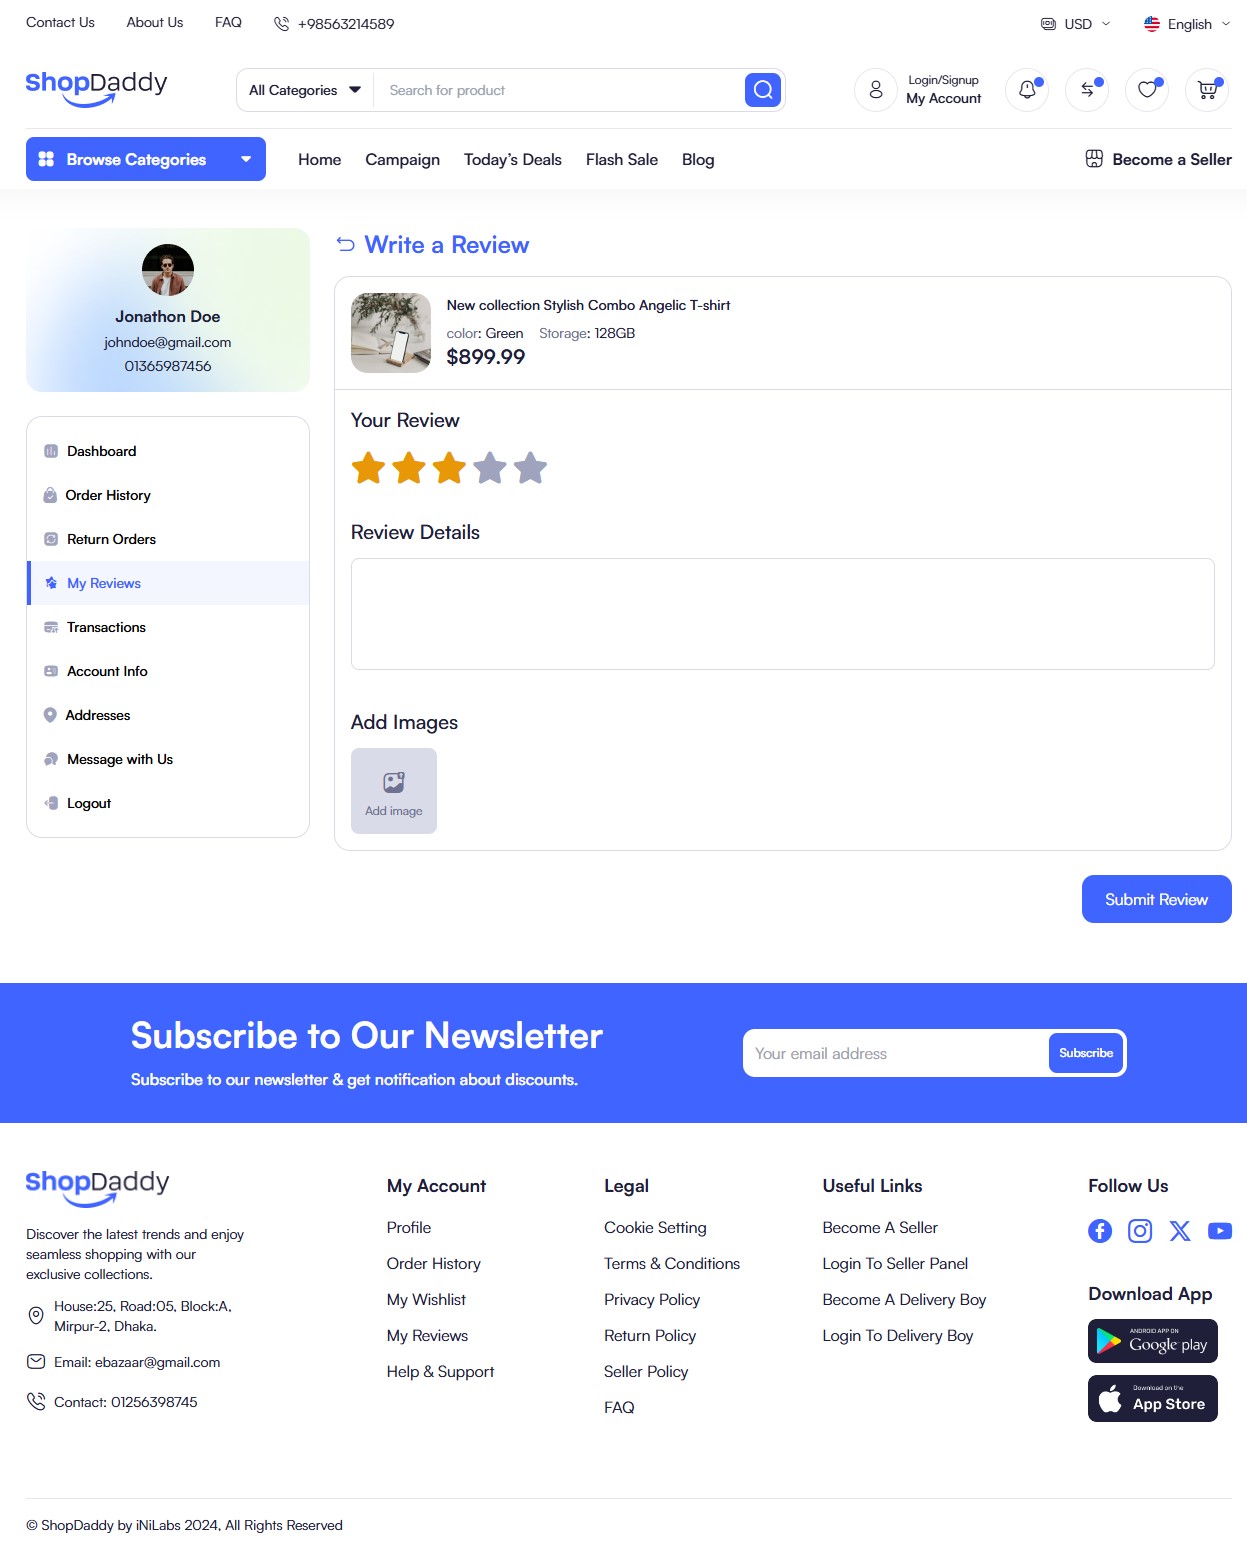 Contact Us
About Us
FAQ
+98563214589
USD
English
ShopDaddy
All Categories
Search for product
Login/Signup
My Account
Browse Categories
Home
Campaign
Today's Deals
Flash Sale
Blog
Become a Seller
Jonathon Doe
johndoe@gmail.com
01365987456
Dashboard
Order History
Return Orders
My Reviews
Transactions
Account Info
Addresses
Message with Us
Logout
Write a Review
New collection Stylish Combo Angelic T-shirt
color: Green Storage: 128GB
$899.99
Your Review
Review Details
Add Images
Add image
Submit Review
Subscribe to Our Newsletter
Subscribe to our newsletter & get notification about discounts.
Your email address
Subscribe
ShopDaddy
Discover the latest trends and enjoy
seamless shopping with our
exclusive collections.
House:25, Road:05, Block:A,
Mirpur-2, Dhaka.
Email: ebazaar@gmail.com
Contact: 01256398745
My Account
Profile
Order History
My Wishlist
My Reviews
Help & Support
Legal
Cookie Setting
Terms & Conditions
Privacy Policy
Return Policy
Seller Policy
FAQ
Useful Links
Become A Seller
Login To Seller Panel
Become A Delivery Boy
Login To Delivery Boy
Follow Us
Download App
ANDROID APP ON
Google play
Download on the
App Store
© ShopDaddy by iNiLabs 2024, All Rights Reserved